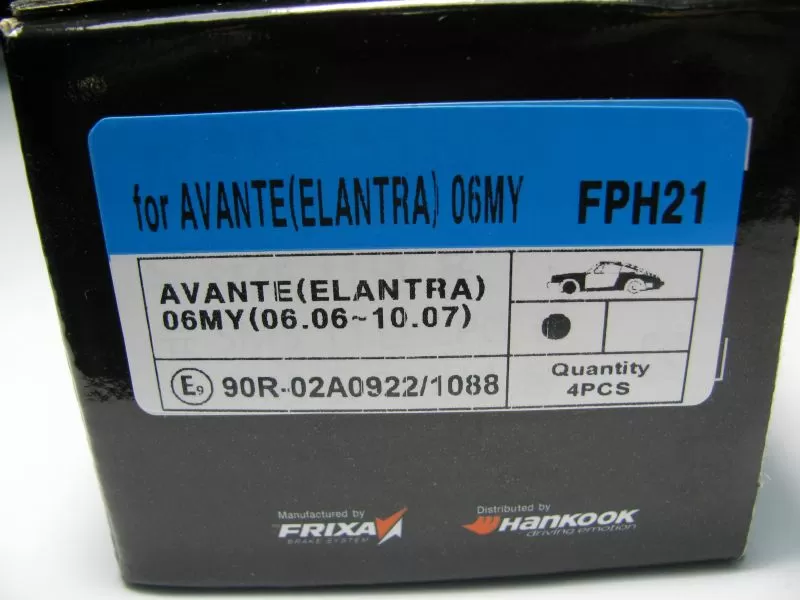 for AVANTE(ELANTRA) 06MY FPH21
AVANTE(ELANTRA)
06MY(06.06~10.07)
E9 90R-02A0922/1088
Quantity
4PCS
Manufactured by
FRIXA
BRAKE SYSTEM
Distributed by
HANKOOK
driving emotion